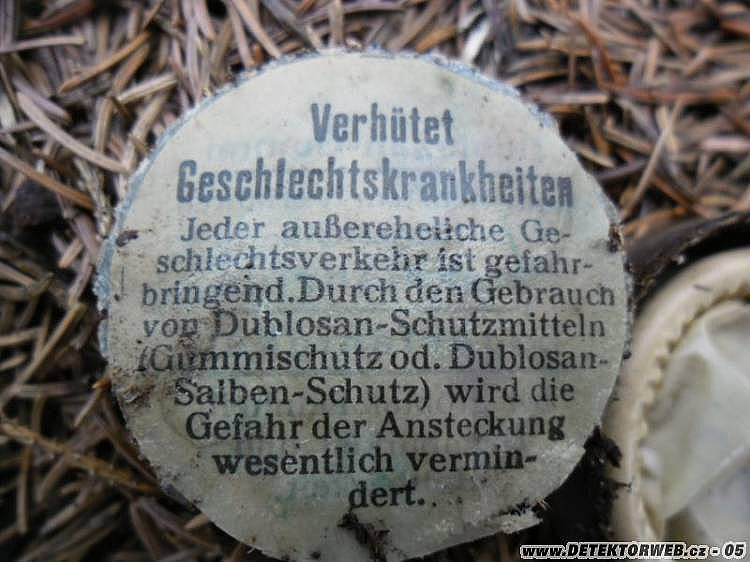 Verhütet
Geschlechtskrankheiten
Jeder außereheliche Ge-
schlechtsverkehr ist gefahr-
bringend. Durch den Gebrauch
von Dublosan-Schutzmitteln
(Gummischutz od. Dublosan-
Salben-Schutz) wird die
Gefahr der Ansteckung
wesentlich vermin-
dert.
www.DETEKTORWEB.cz - 05